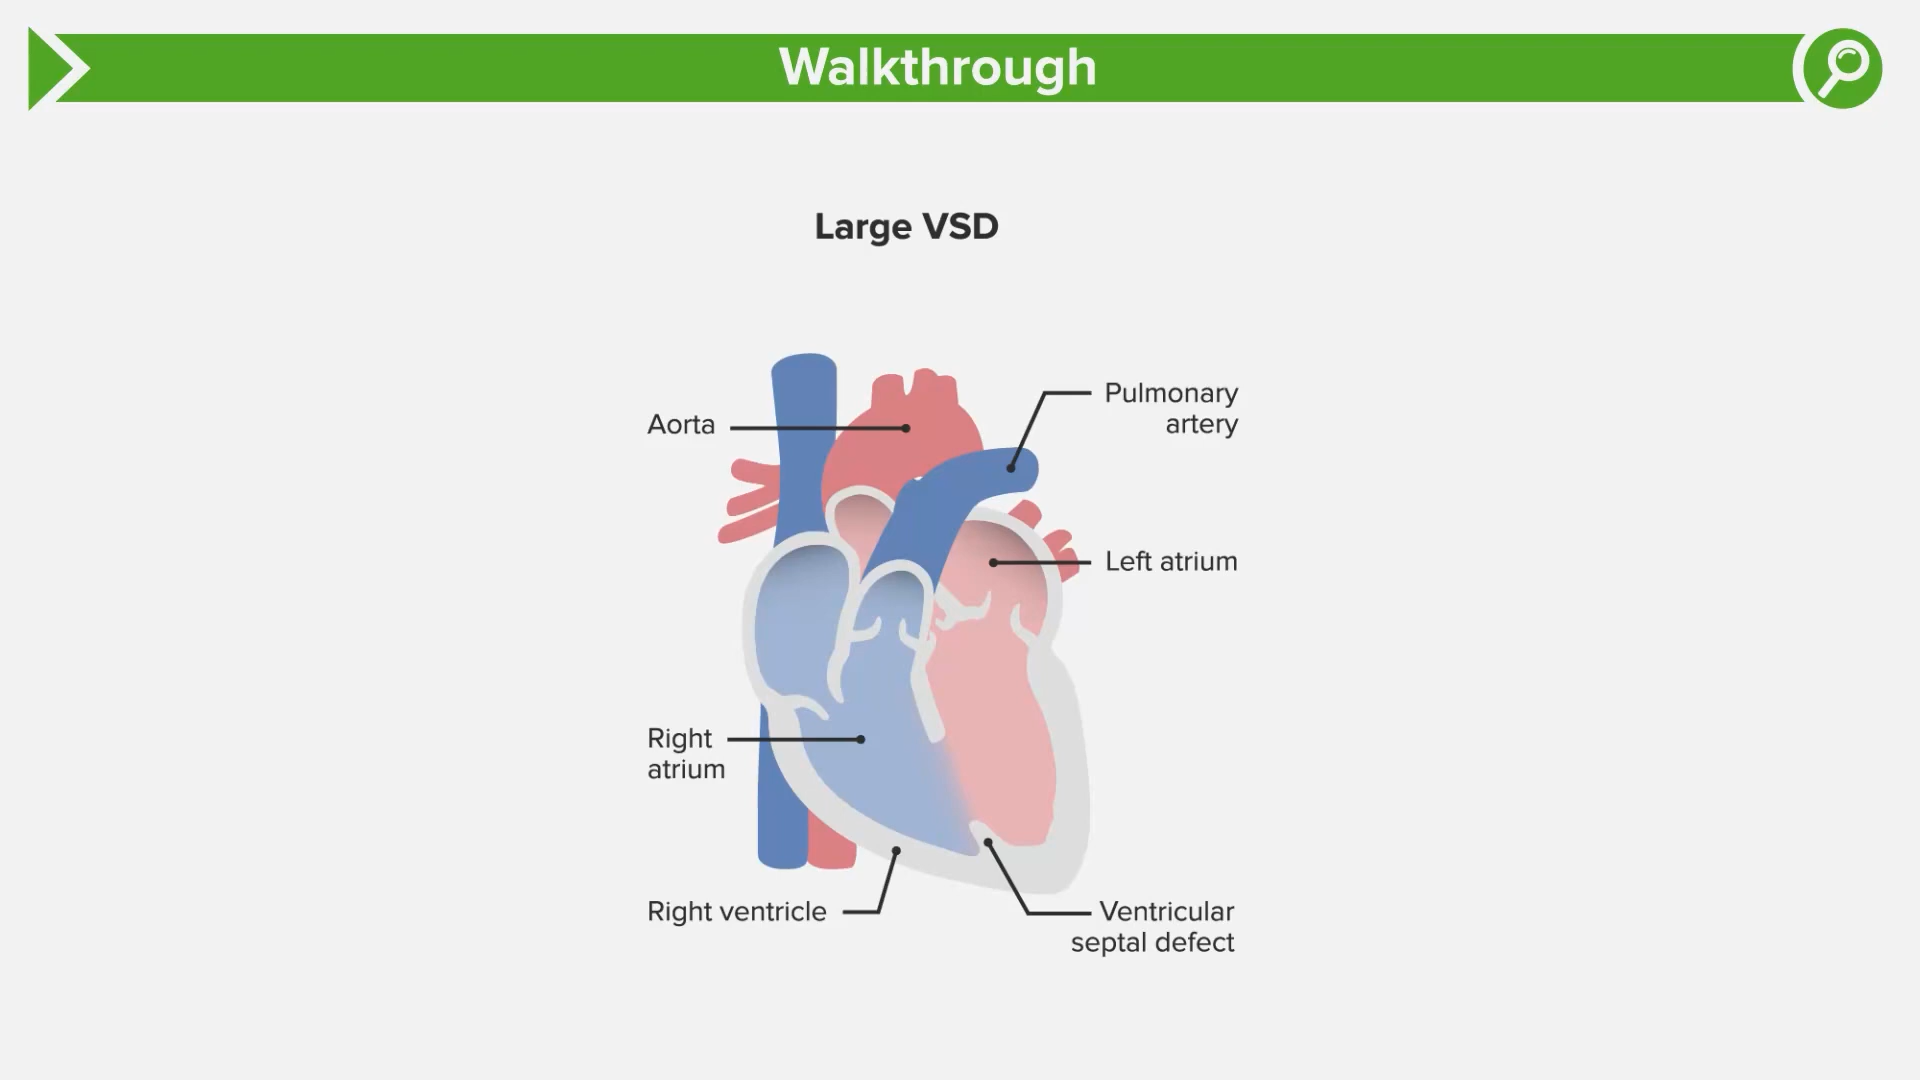 Walkthrough
Large VSD
Pulmonary
artery
Aorta
Left atrium
Right
atrium
Right ventricle
Ventricular
septal defect